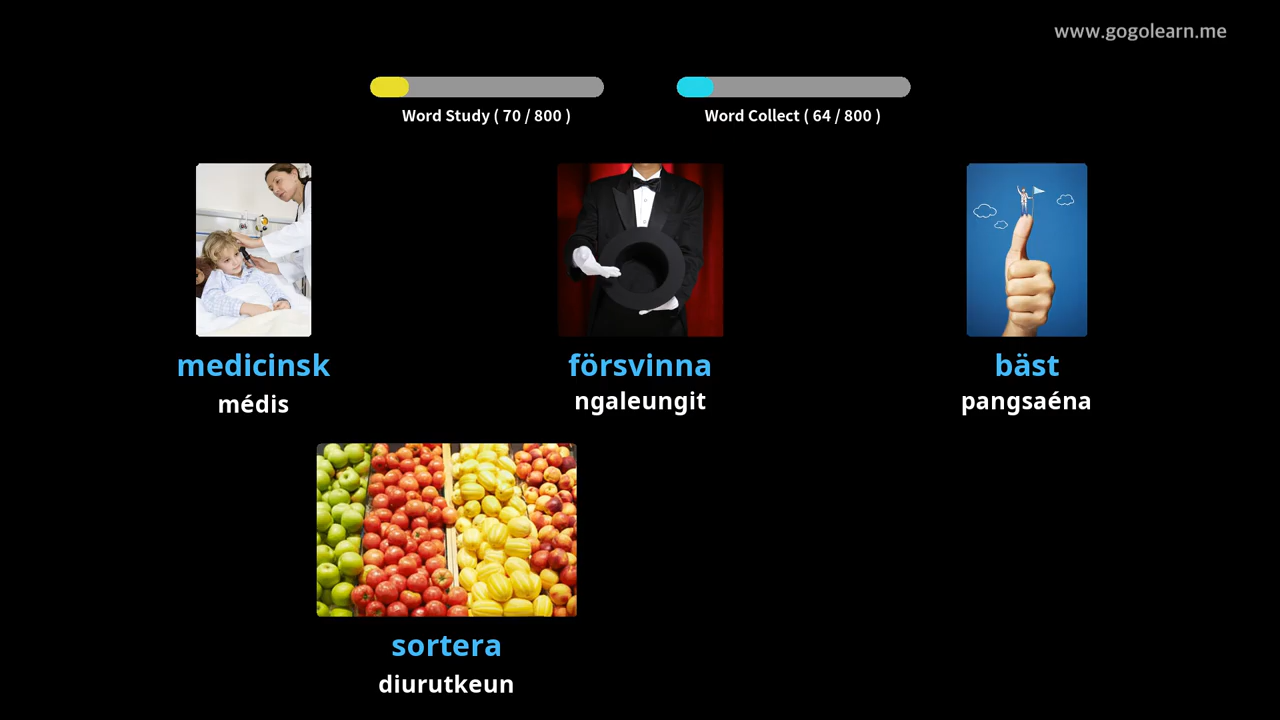 www.gogolearn.me
Word Study ( 70 / 800 )
Word Collect ( 64 / 800 )
medicinsk
médis
försvinna
ngaleungit
bäst
pangsaéna
sortera
diurutkeun